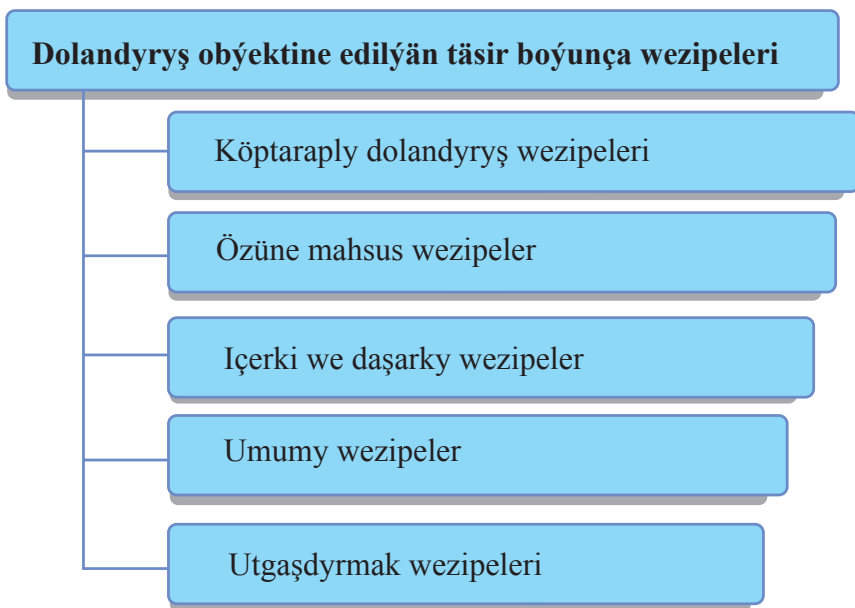 Dolandyryş obýektine edilýän täsir boýunça wezipeleri
Köptaraply dolandyryş wezipeleri
Özüne mahsus wezipeler
Içerki we daşarky wezipeler
Umumy wezipeler
Utgaşdyrmak wezipeleri